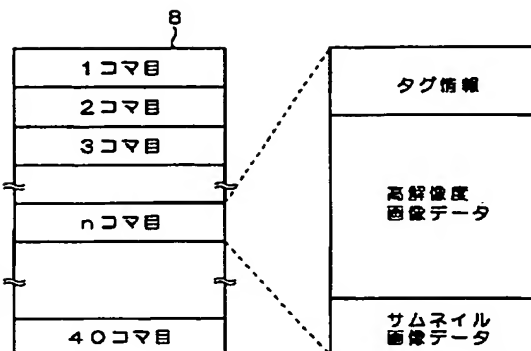 8
1コマ目
2コマ目
3コマ目
nコマ目
40コマ目
タグ情報
高解像度
画像データ
サムネイル
画像データ